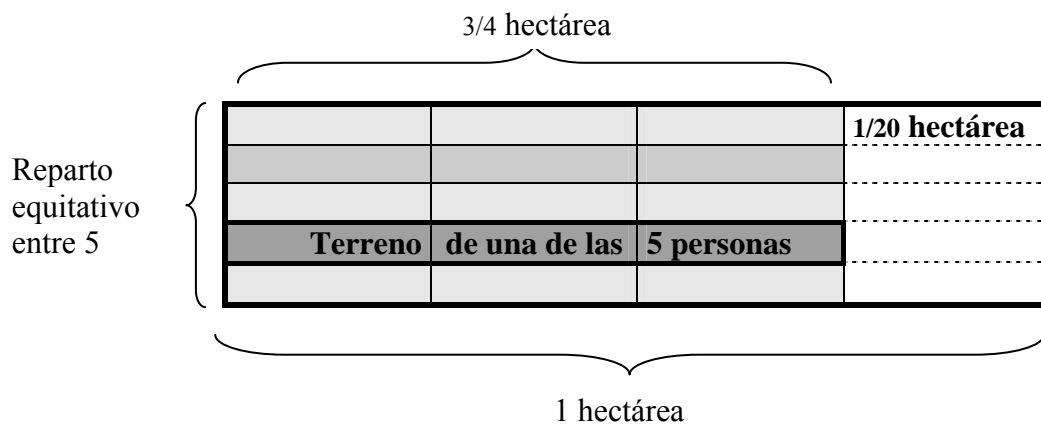 3/4 hectárea
1/20 hectárea
Reparto
equitativo
entre 5
Terreno de una de las 5 personas
1 hectárea